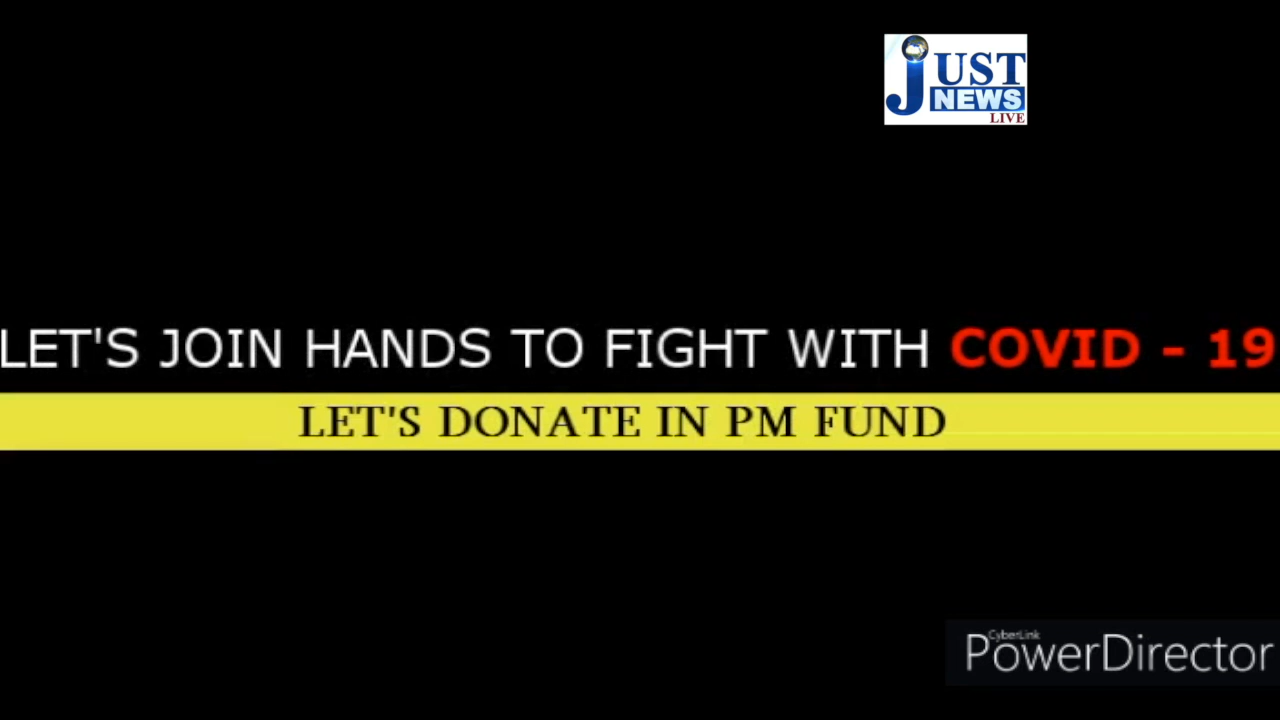 JUST
NEWS
LIVE
LET'S JOIN HANDS TO FIGHT WITH COVID - 19
LET'S DONATE IN PM FUND
CyberLink
PowerDirector